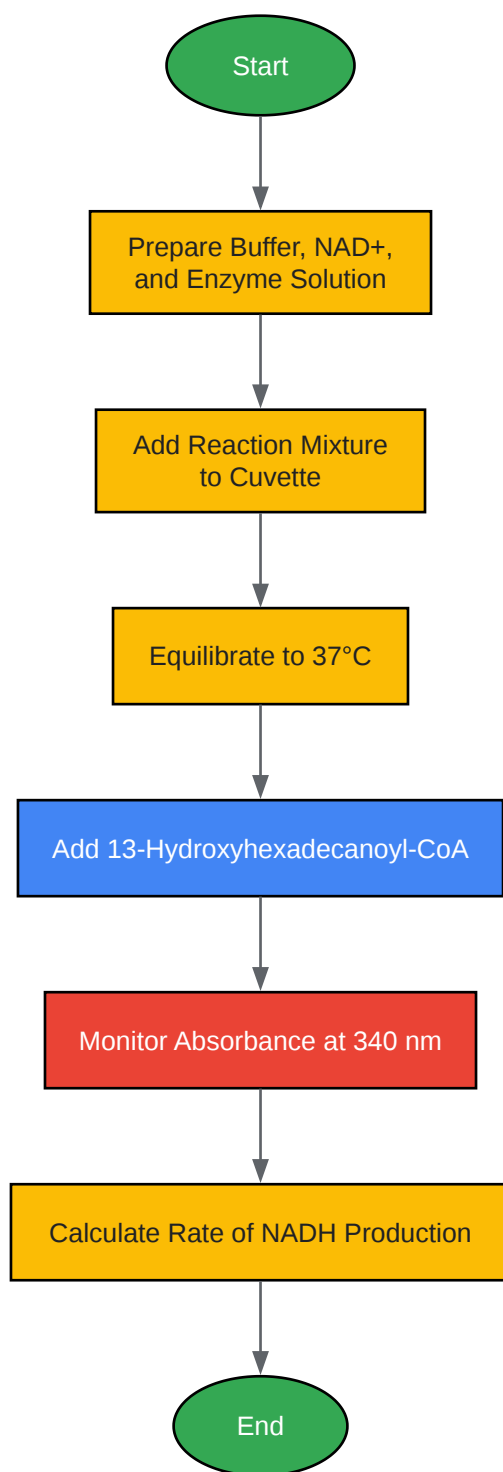 Start
Prepare Buffer, NAD+,
and Enzyme Solution
Add Reaction Mixture
to Cuvette
Equilibrate to 37°C
Add 13-Hydroxyhexadecanoyl-CoA
Monitor Absorbance at 340 nm
Calculate Rate of NADH Production
End